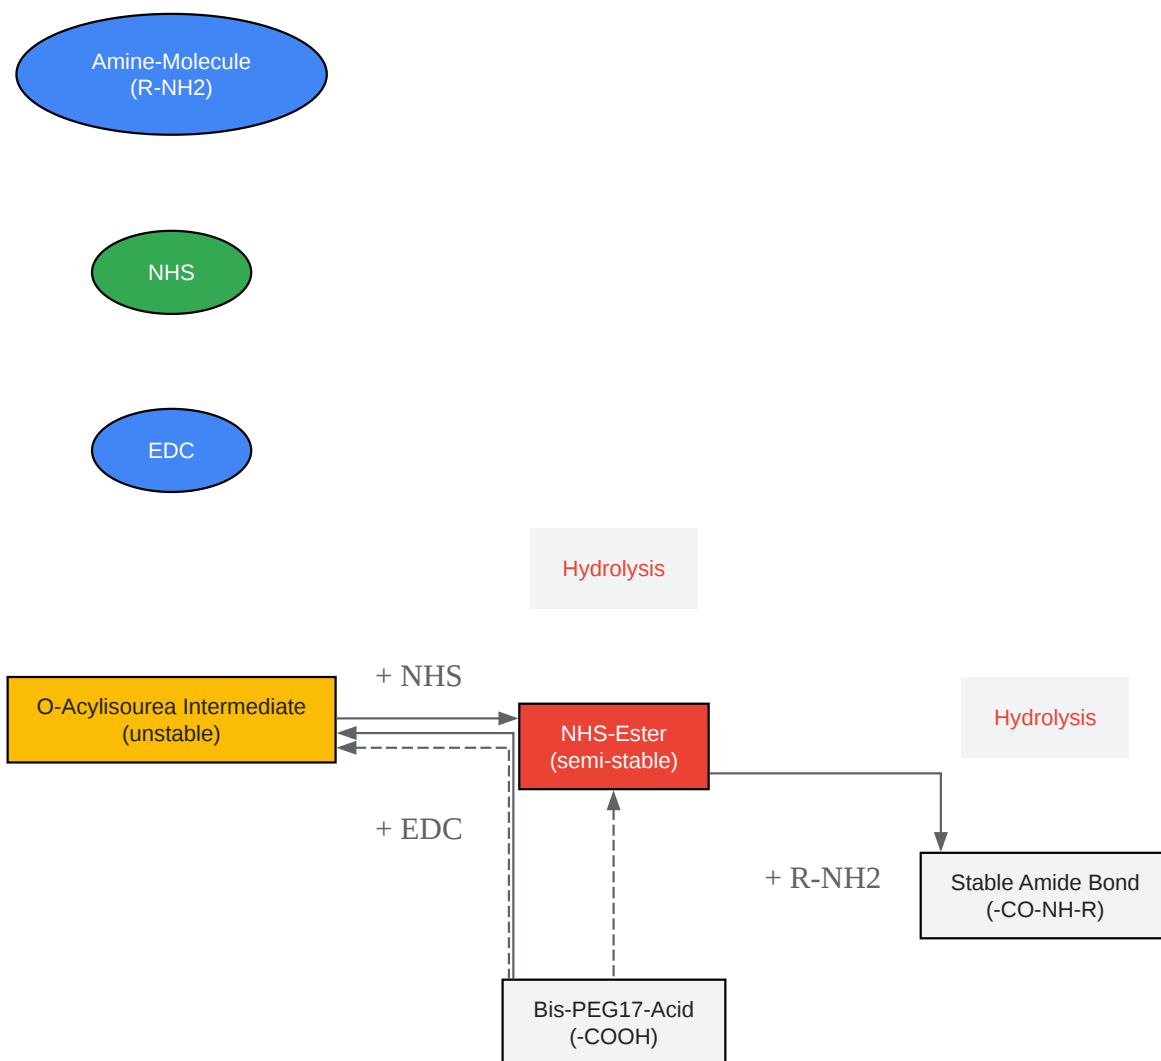 Amine-Molecule
(R-NH2)
NHS
EDC
Hydrolysis
+ NHS
O-Acylisourea Intermediate
(unstable)
NHS-Ester
(semi-stable)
Hydrolysis
+ EDC
+ R-NH2
Stable Amide Bond
(-CO-NH-R)
Bis-PEG17-Acid
(-COOH)